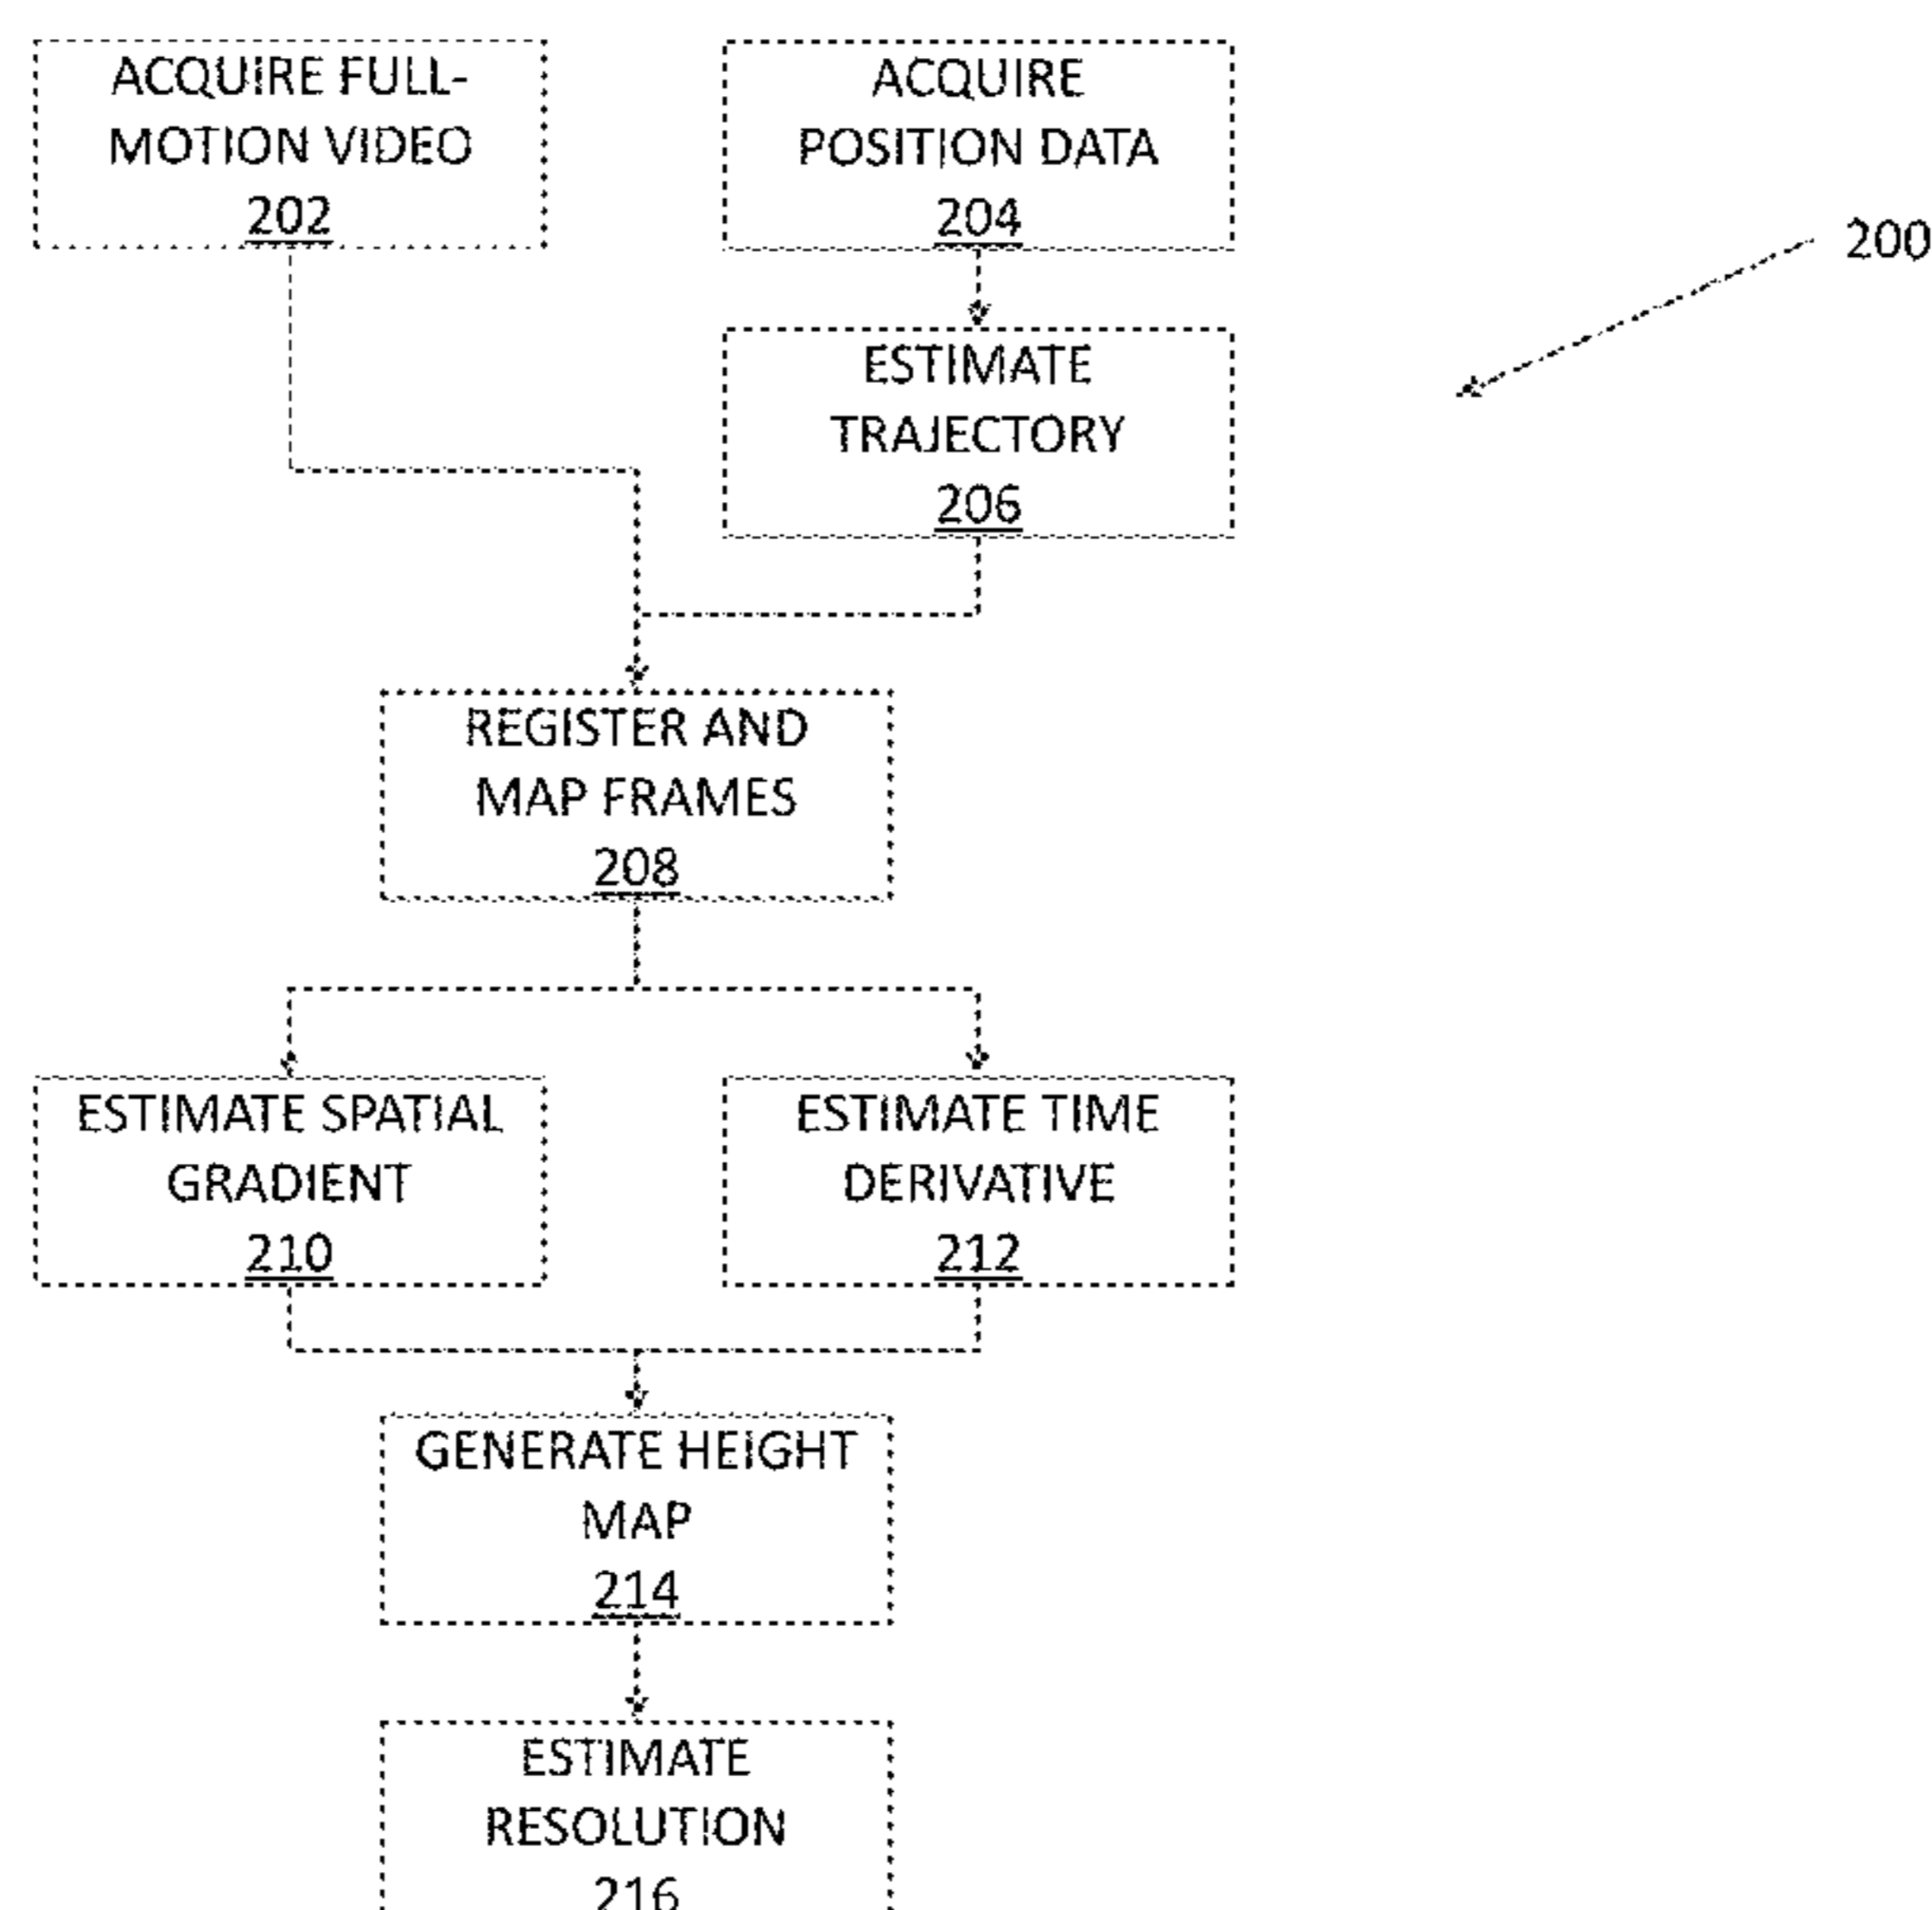 ACQUIRE FULL-
MOTION VIDEO
202
ACQUIRE
POSITION DATA
204
200
ESTIMATE
TRAJECTORY
206
REGISTER AND
MAP FRAMES
208
ESTIMATE SPATIAL
GRADIENT
210
ESTIMATE TIME
DERIVATIVE
212
GENERATE HEIGHT
MAP
214
ESTIMATE
RESOLUTION
216